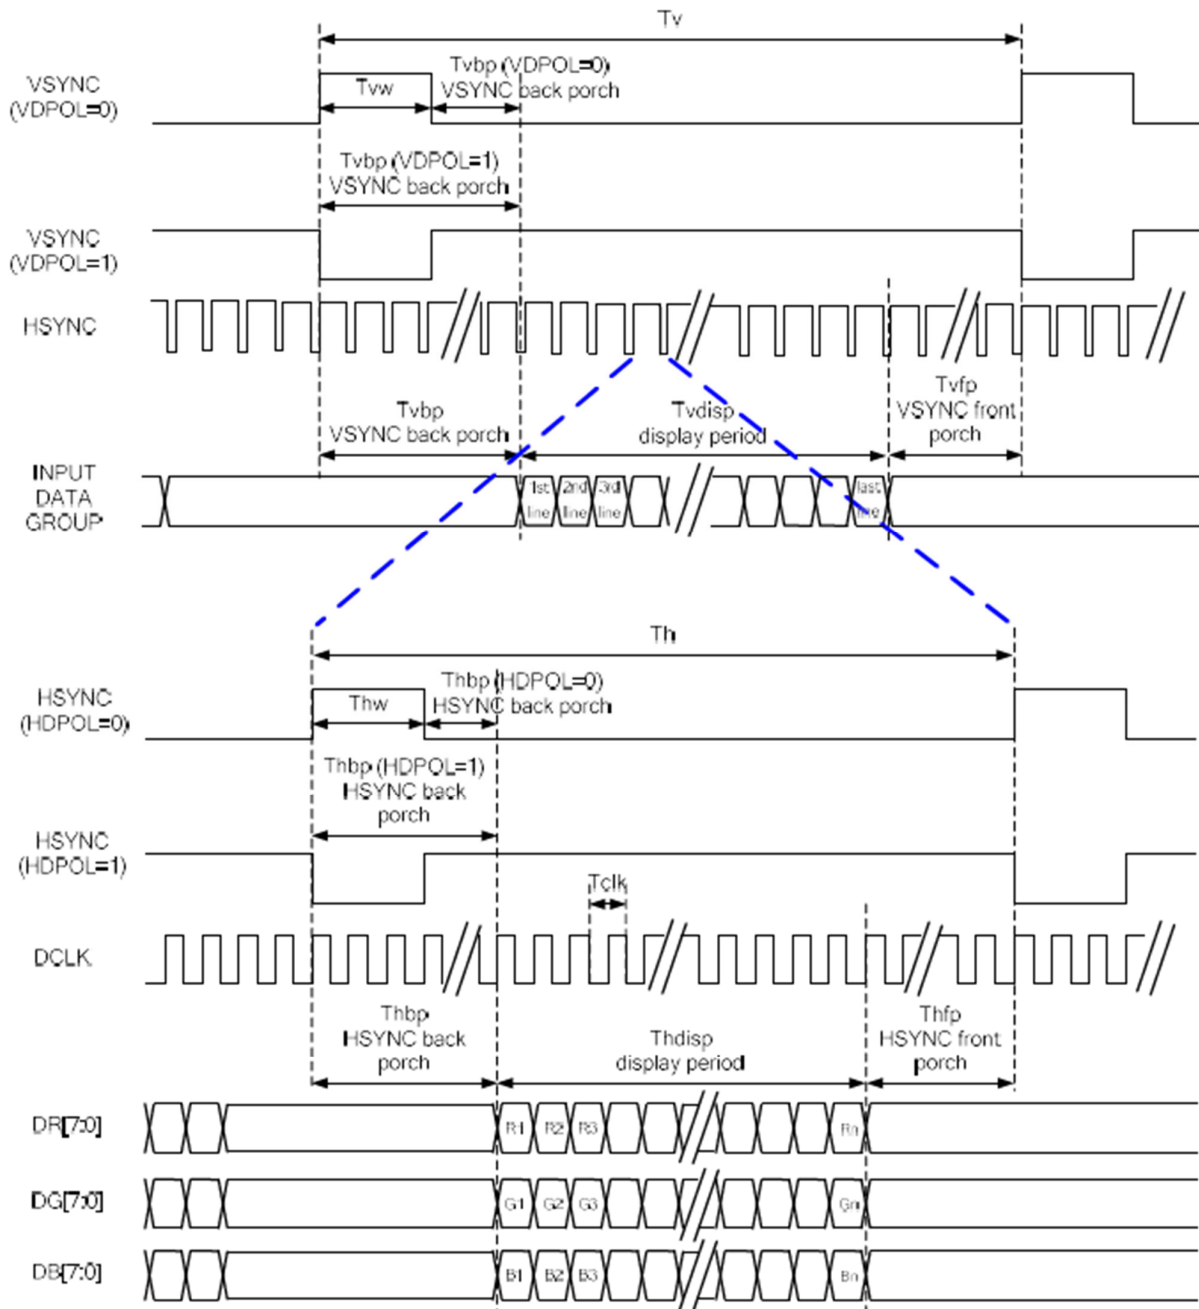 Tv
VSYNC
(VDPOL=0)
Tvw
Tvbp (VDPOL=0)
VSYNC back porch
Tvbp (VDPOL=1)
VSYNC back porch
VSYNC
(VDPOL=1)
HSYNC
Tvbp
VSYNC back porch
Tvdisp
display period
Tvfp
VSYNC front
porch
INPUT
DATA
GROUP
1st
line
2nd
line
3rd
line
last
line
Th
HSYNC
(HDPOL=0)
Thw
Thbp (HDPOL=0)
HSYNC back porch
Thbp (HDPOL=1)
HSYNC back
porch
HSYNC
(HDPOL=1)
Tclk
DCLK
Thbp
HSYNC back
porch
Thdisp
display period
Thfp
HSYNC front
porch
DR[7:0]
R1 R2 R3 Rn
DG[7:0]
G1 G2 G3 Gn
DB[7:0]
B1 B2 B3 Bn